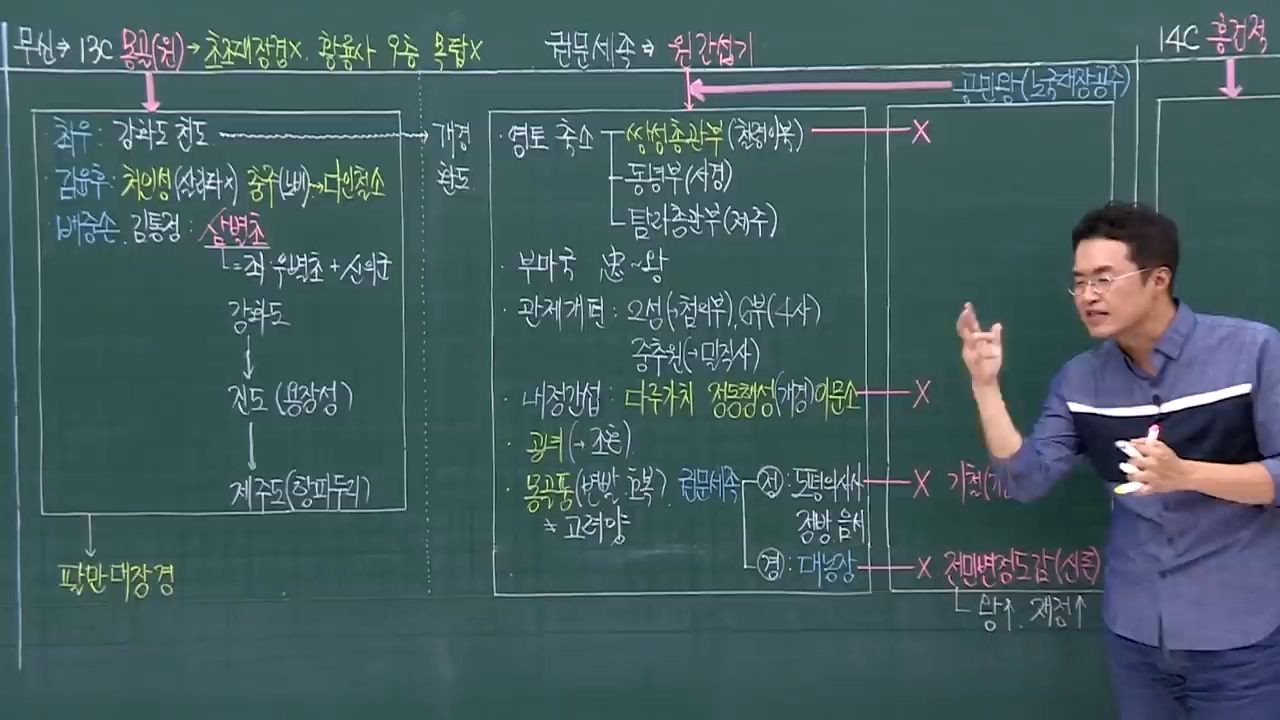 무신→ 13C 몽골(원)→ 초조대장경X. 황룡사 9층 목탑X
최우: 강화도 천도
개경 환도
김윤후: 처인성(살리타X) 충주(노비)→다인철소
배중손. 김통정: 삼별초
=좌·우별초+신의군
강화도
진도(용장성)
제주도(항파두리)
팔만대장경
권문세족⇒ 원간섭기
· 영토 축소
쌍성총관부(철령이북) X
동녕부(서경)
탐라총관부(제주)
· 부마국 忠~왕
· 관제개편: 2성(→첨의부), 6부(4사)
중추원(→밀직사)
· 내정간섭: 다루가치 정동행성(개경)이문소 X
· 공녀(→조혼)
· 몽골풍(변발. 호복)
* 고려양
권문세족
정: 도평의사사 X 기철(
정방 음서
경: 대농장 X 전민변정도감(신돈)
왕↑. 재정↑
공민왕(노국대장공주)
14C 홍건적